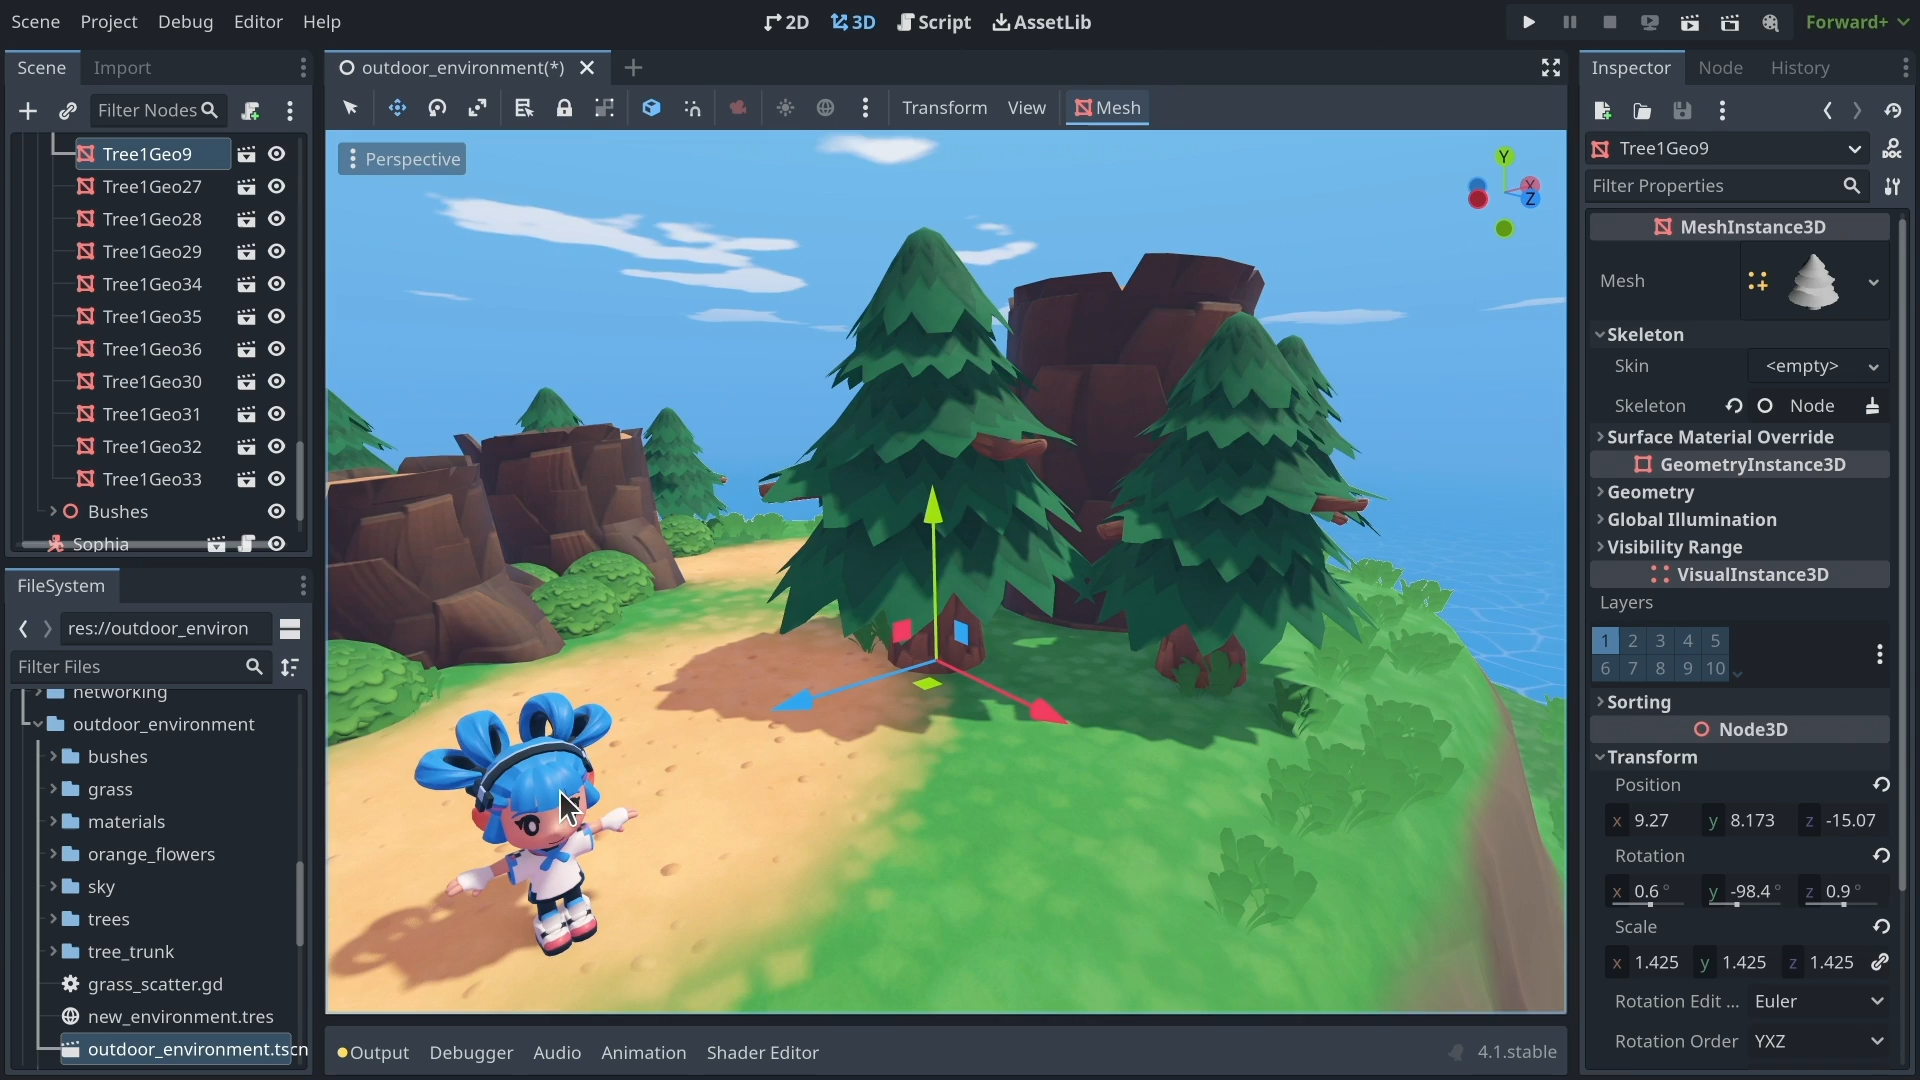 Scene Project Debug Editor Help
2D 3D Script AssetLib
Forward+
Scene Import
Filter Nodes
Tree1Geo9
Tree1Geo27
Tree1Geo28
Tree1Geo29
Tree1Geo34
Tree1Geo35
Tree1Geo36
Tree1Geo30
Tree1Geo31
Tree1Geo32
Tree1Geo33
Bushes
Sophia
FileSystem
res://outdoor_environ
Filter Files
networking
outdoor_environment
bushes
grass
materials
orange_flowers
sky
trees
tree_trunk
grass_scatter.gd
new_environment.tres
outdoor_environment.tscn
outdoor_environment(*)
Transform View Mesh
Perspective
Y
X
Z
Output Debugger Audio Animation Shader Editor 4.1.stable
Inspector Node History
Tree1Geo9
DOC
Filter Properties
MeshInstance3D
Mesh
Skeleton
Skin <empty>
Skeleton Node
Surface Material Override
GeometryInstance3D
Geometry
Global Illumination
Visibility Range
VisualInstance3D
Layers
1 2 3 4 5
6 7 8 9 10
Sorting
Node3D
Transform
Position
x 9.27 y 8.173 z -15.07
Rotation
x 0.6 ° y -98.4 ° z 0.9 °
Scale
x 1.425 y 1.425 z 1.425
Rotation Edit ... Euler
Rotation Order YXZ